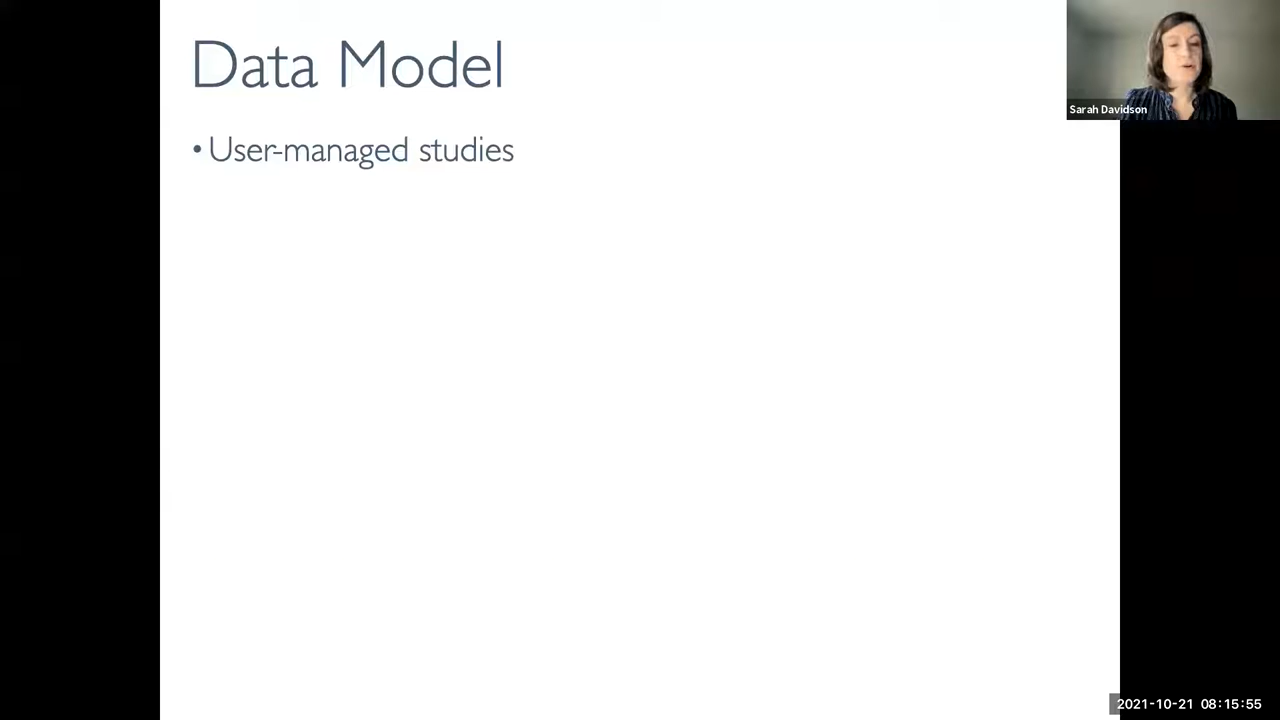 Data Model
Sarah Davidson
• User-managed studies
2021-10-21 08:15:55